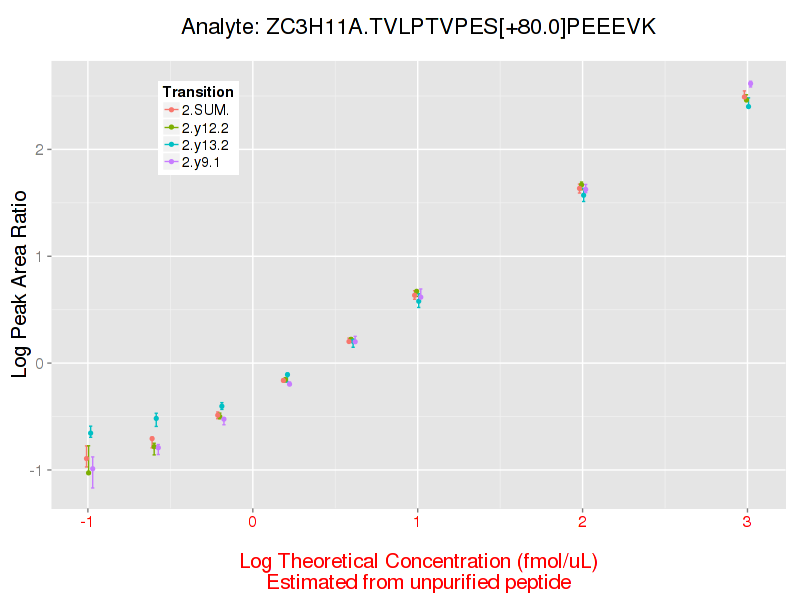 Analyte: ZC3H11A.TVLPTVPES[+80.0]PEEEVK
Transition
2.SUM.
2.y12.2
2.y13.2
2.y9.1
Log Peak Area Ratio
2
1
0
-1
-1 0 1 2 3
Log Theoretical Concentration (fmol/uL)
Estimated from unpurified peptide